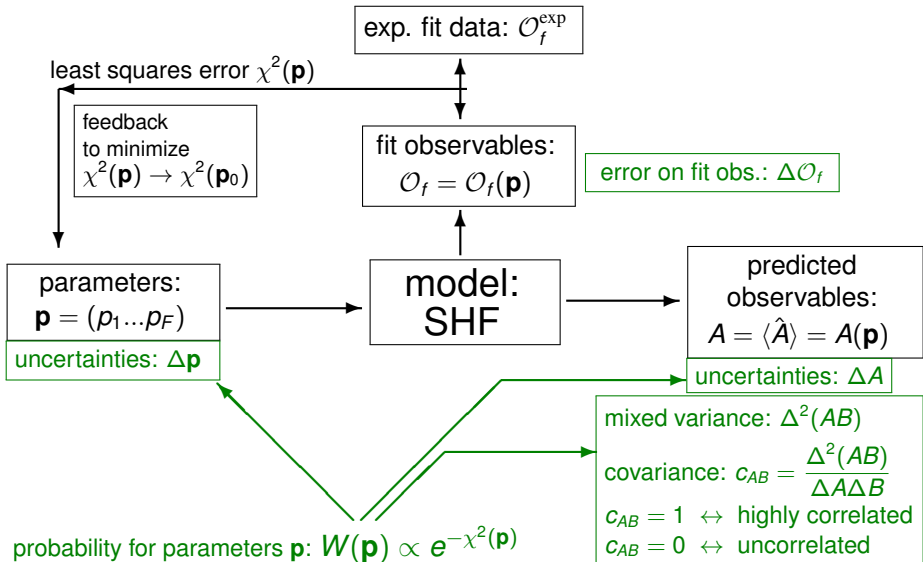 exp. fit data: 𝒪_f^exp
least squares error χ²(𝐩)
feedback
to minimize
χ²(𝐩) → χ²(𝐩₀)
fit observables:
𝒪_f = 𝒪_f(𝐩)
error on fit obs.: Δ𝒪_f
parameters:
𝐩 = (p₁...p_F)
uncertainties: Δ𝐩
model:
SHF
predicted
observables:
A = ⟨Â⟩ = A(𝐩)
uncertainties: ΔA
mixed variance: Δ²(AB)
covariance: c_AB = Δ²(AB) / ΔAΔB
c_AB = 1 ↔ highly correlated
c_AB = 0 ↔ uncorrelated
probability for parameters 𝐩: W(𝐩) ∝ e^{−χ²(𝐩)}